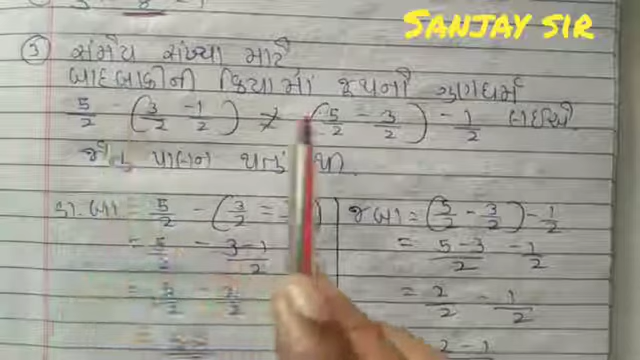 SANJAY SIR
③ સંમેય સંખ્યા માટે
બાદબાકીની ક્રિયામાં જૂથનો ગુણધર્મ
5/2 - (3/2 - 1/2) ≠ (5/2 - 3/2) - 1/2
પાલન થતું
ડા.બા = 5/2 - (3/2 =
= 5/2 - 3-1/2
= 5/2 - 2/2
જ.બા = (5/2 - 3/2) - 1/2
= 5-3/2 - 1/2
= 2/2 - 1/2
2-1